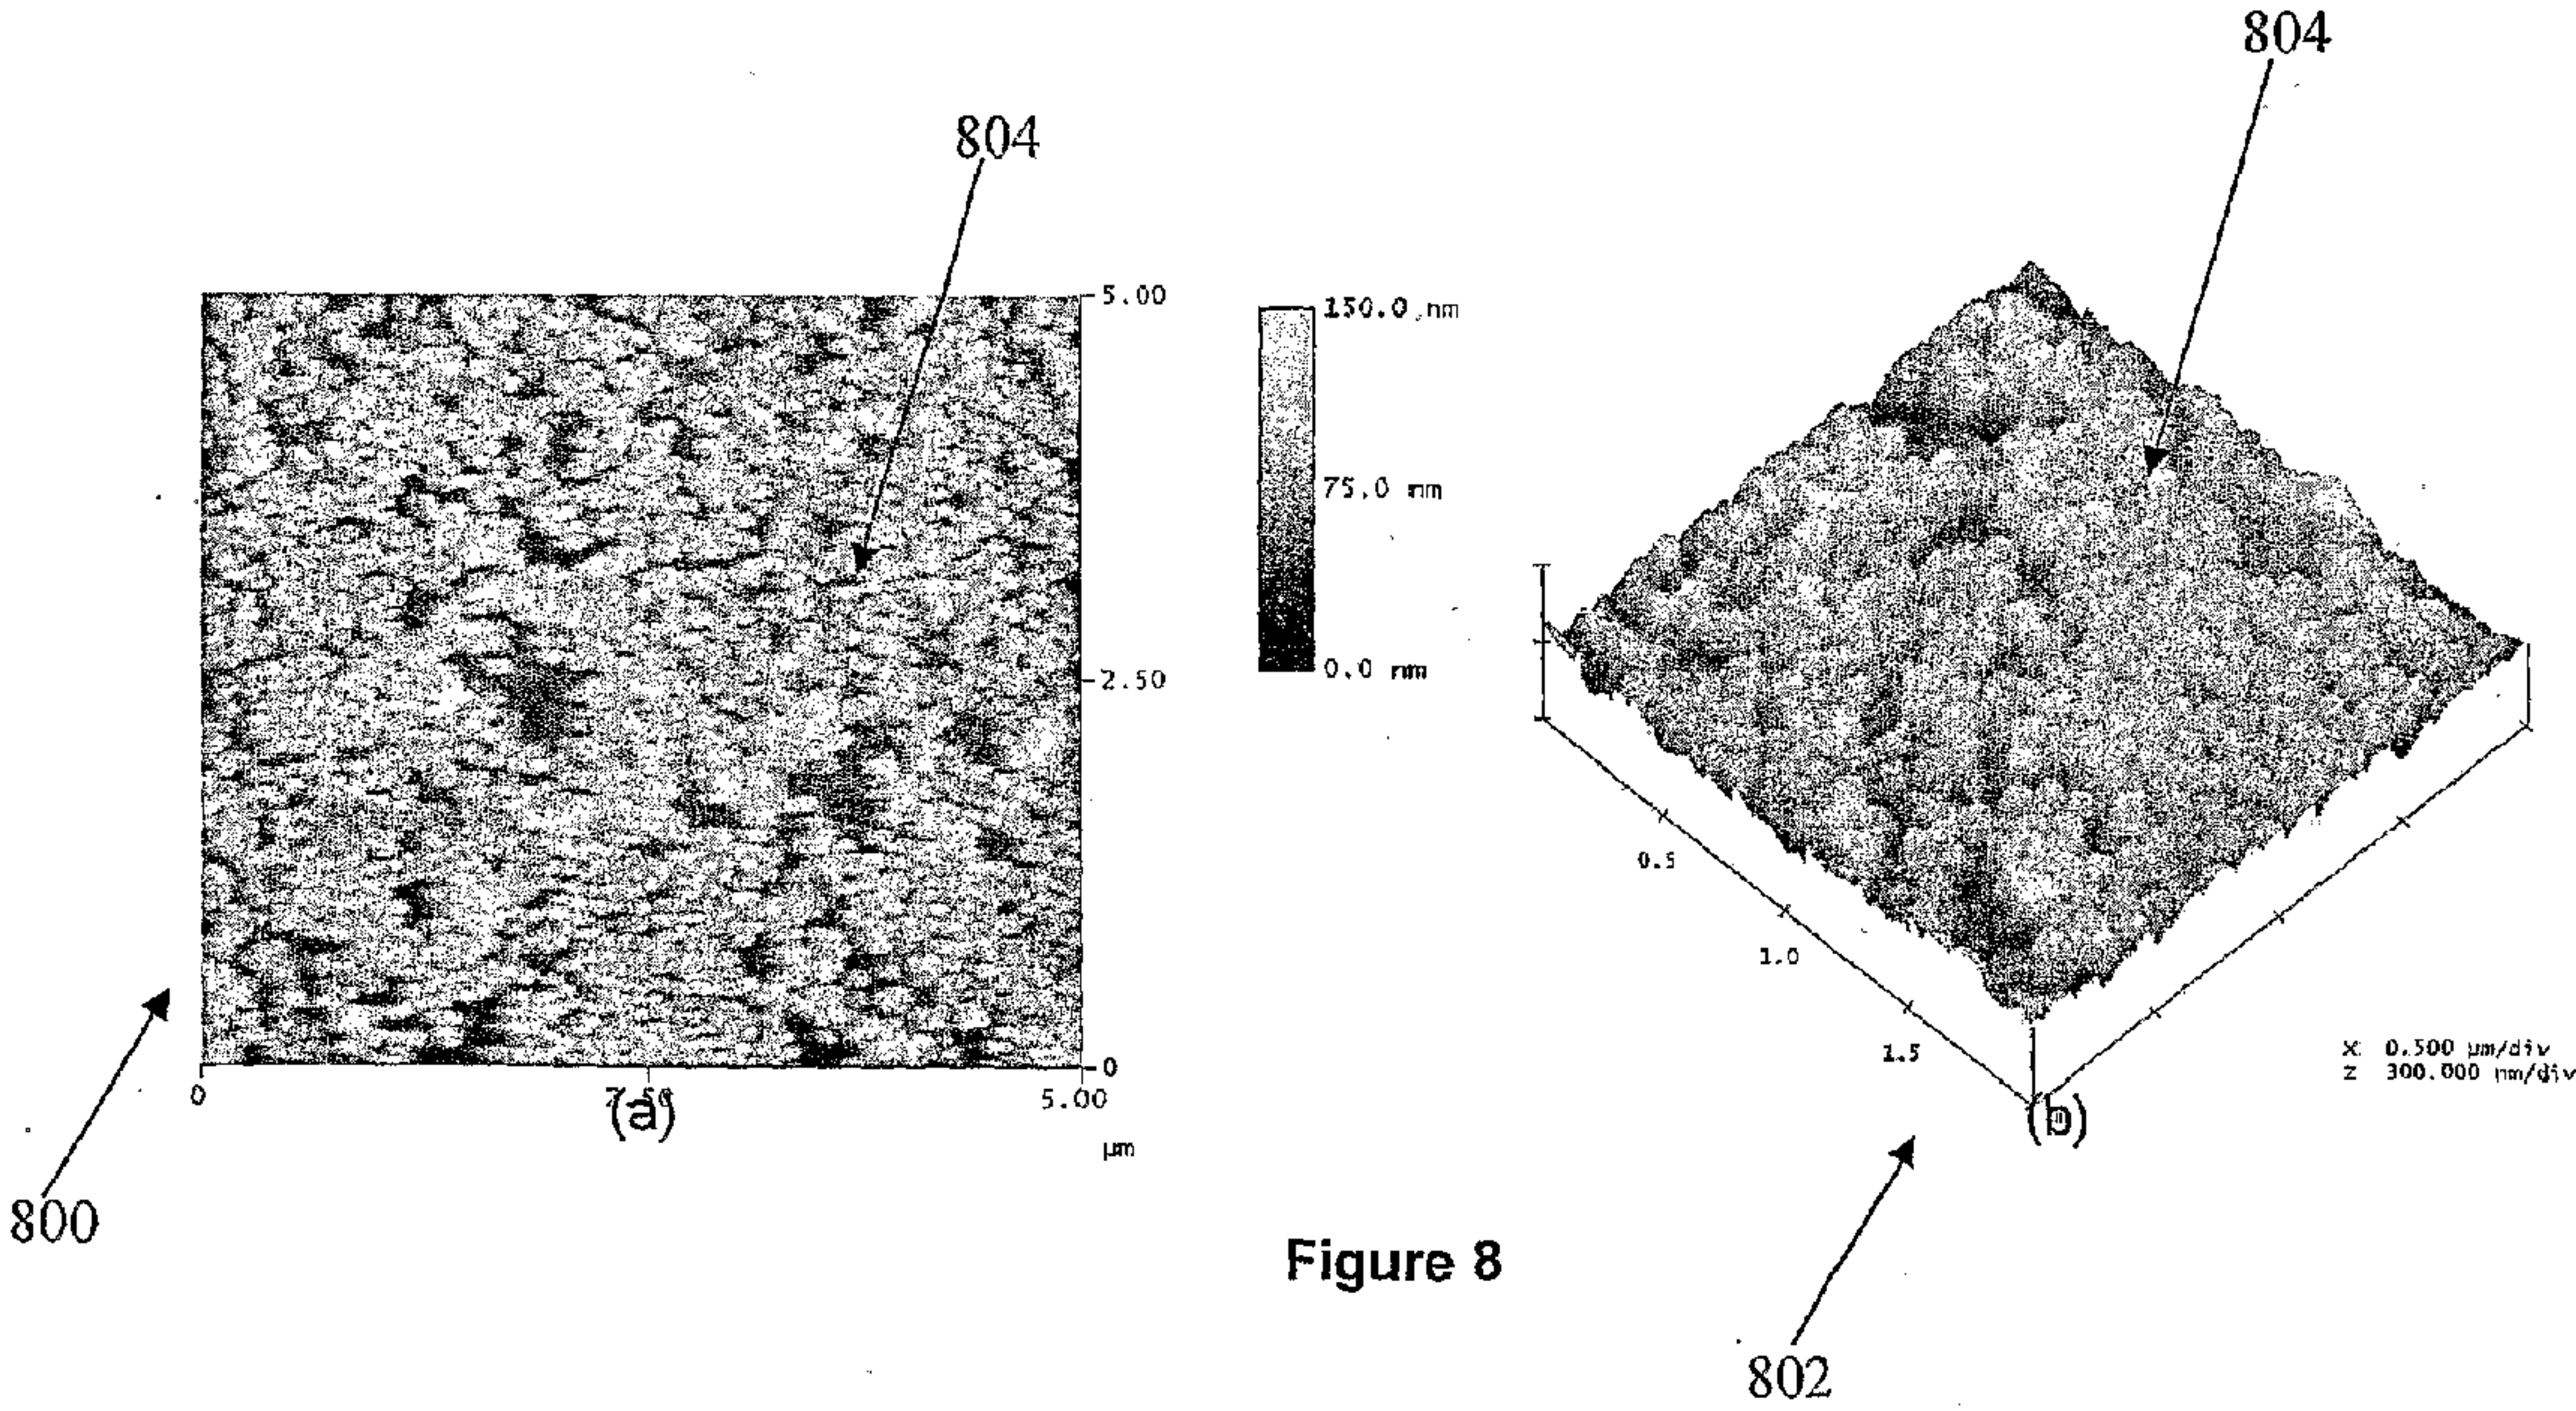 804
804
5.00
150.0 nm
75.0 nm
2.50
0.0 nm
0.5
1.0
1.5
0
0
(a)
5.00
µm
X 0.500 µm/div
Z 300.000 nm/div
(b)
800
Figure 8
802